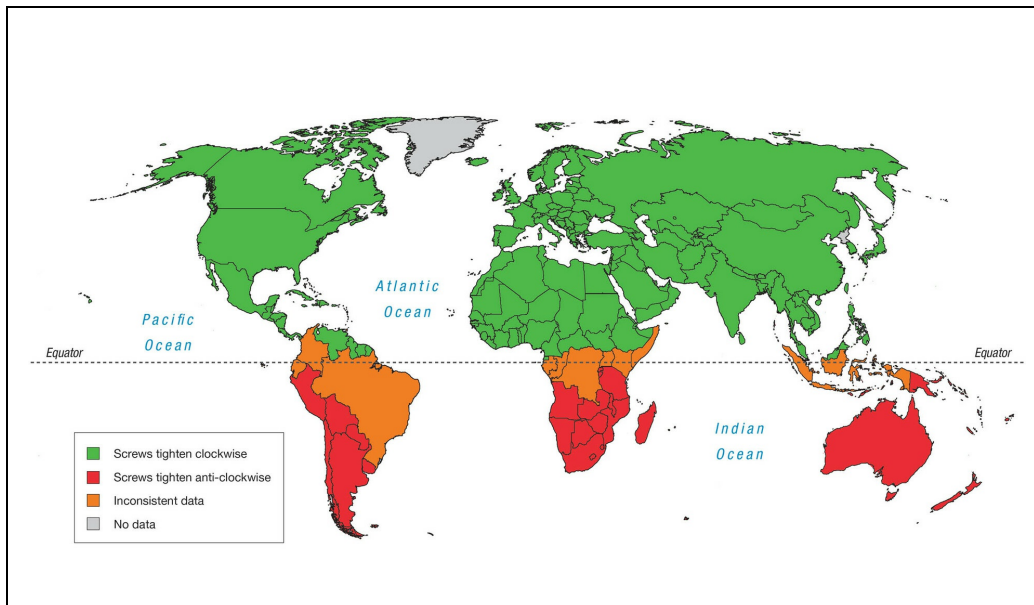 Atlantic
Ocean
Pacific
Ocean
Equator
Equator
Indian
Ocean
Screws tighten clockwise
Screws tighten anti-clockwise
Inconsistent data
No data